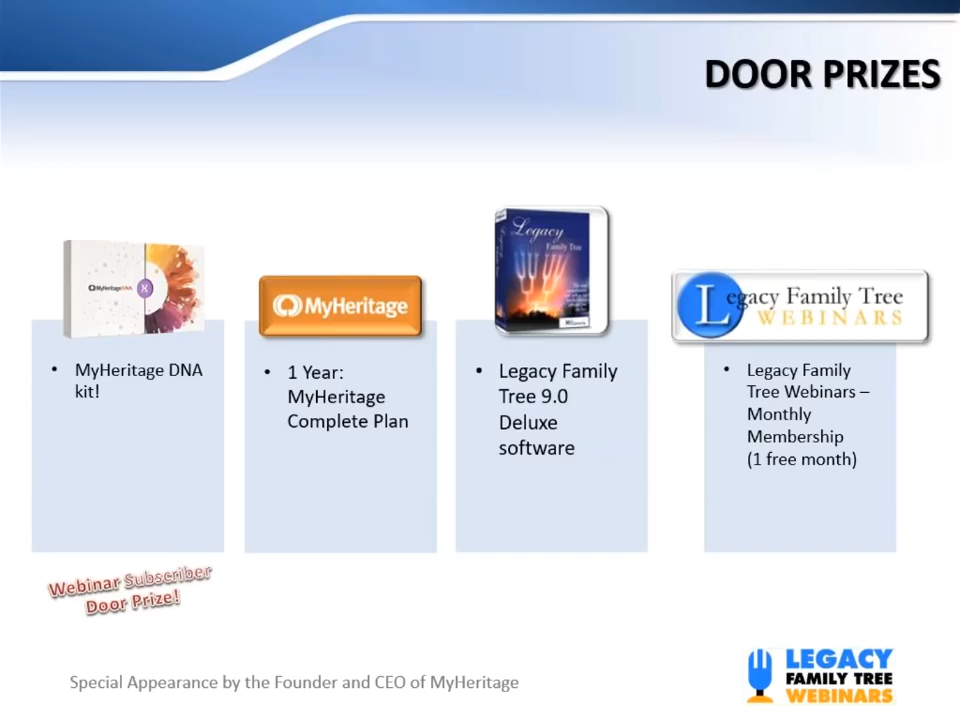 DOOR PRIZES
MyHeritage DNA
MyHeritage
Legacy
Family Tree
Legacy Family Tree
WEBINARS
• MyHeritage DNA
kit!
• 1 Year:
MyHeritage
Complete Plan
• Legacy Family
Tree 9.0
Deluxe
software
• Legacy Family
Tree Webinars –
Monthly
Membership
(1 free month)
Webinar Subscriber
Door Prize!
Special Appearance by the Founder and CEO of MyHeritage
LEGACY
FAMILY TREE
WEBINARS